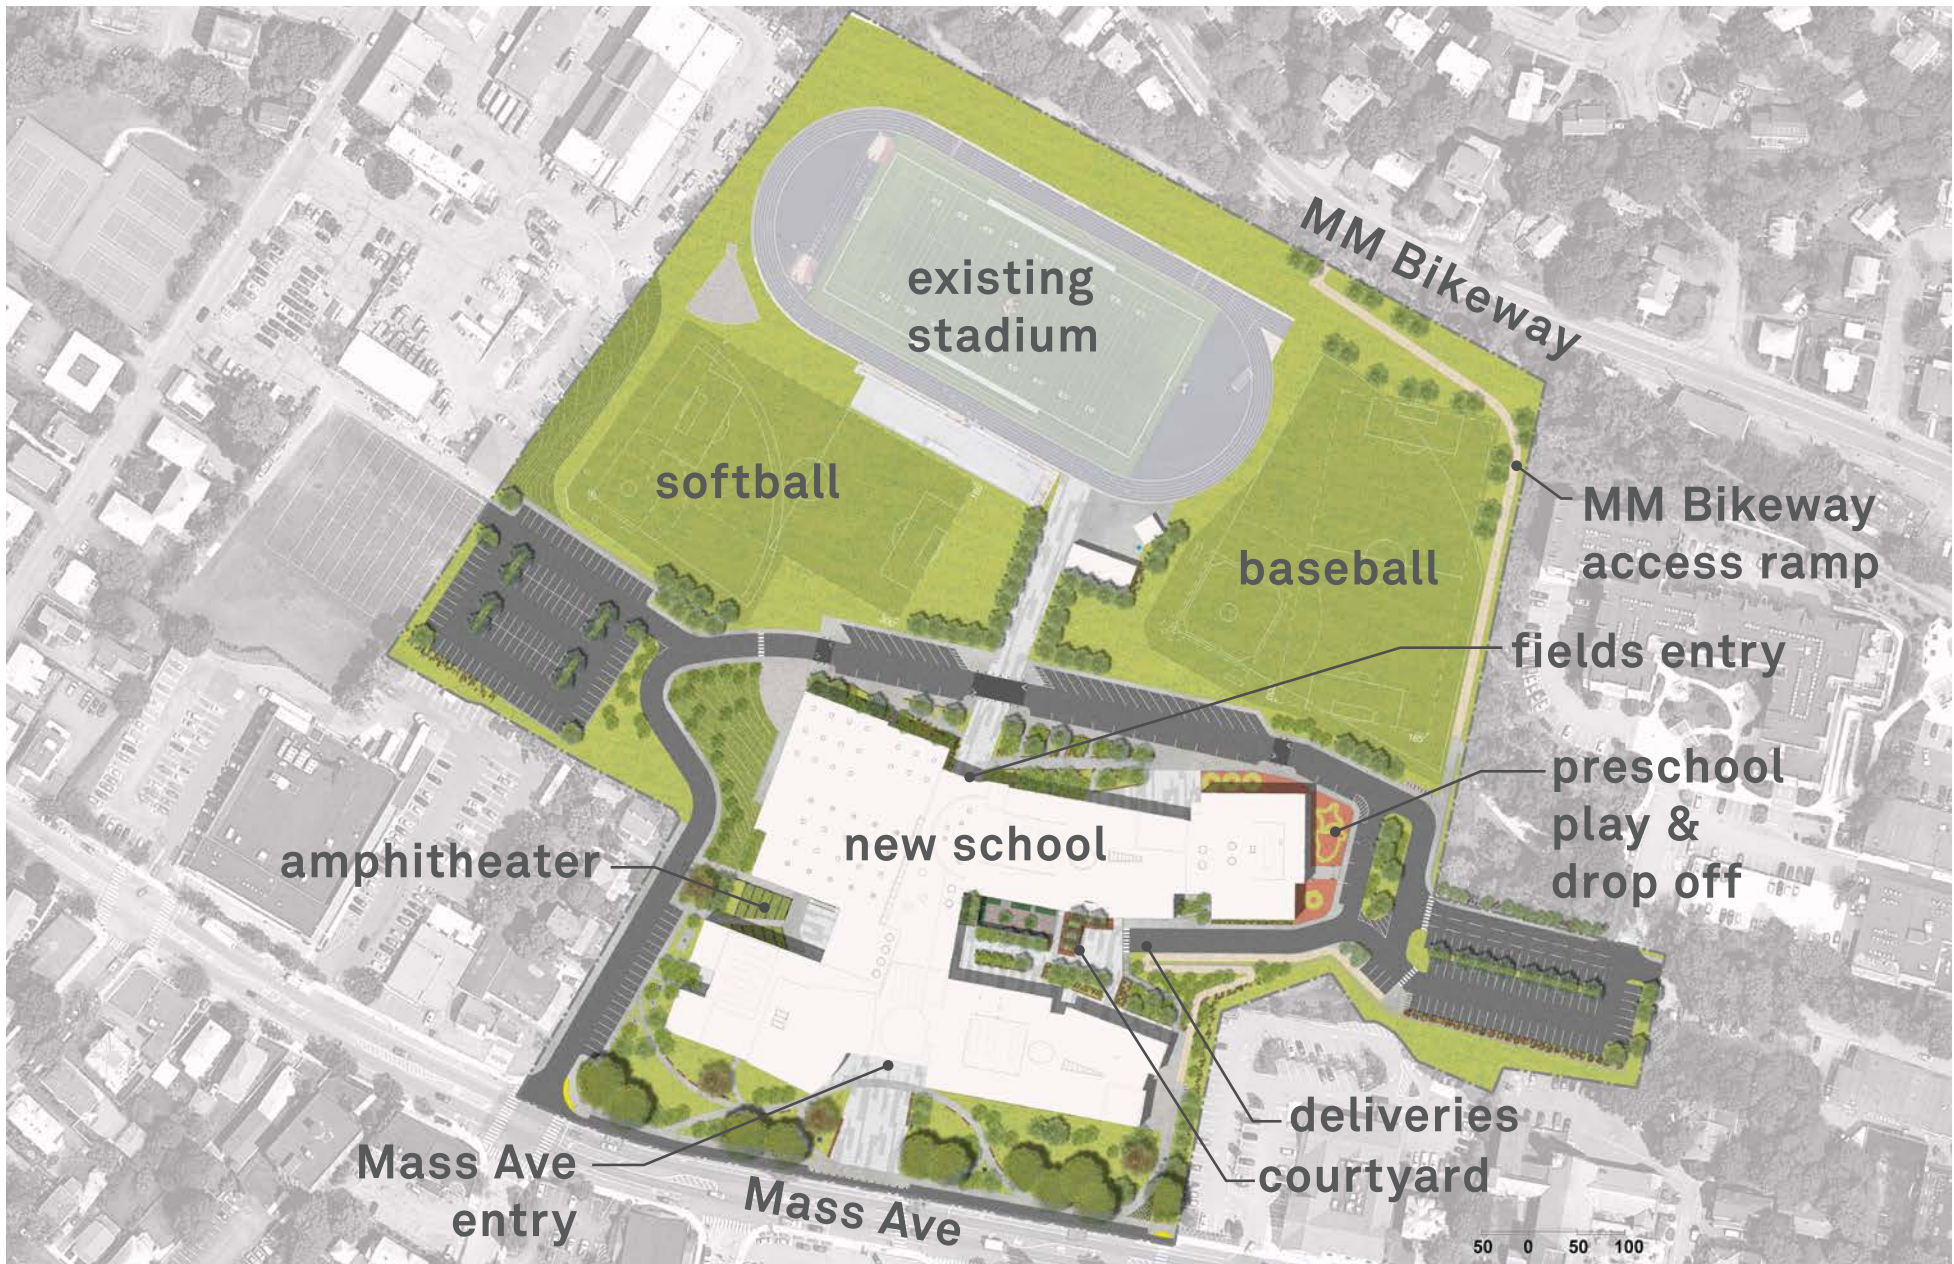 MM Bikeway
existing
stadium
softball
MM Bikeway
access ramp
baseball
fields entry
preschool
play &
drop off
new school
amphitheater
deliveries
courtyard
Mass Ave
entry
Mass Ave
50 0 50 100